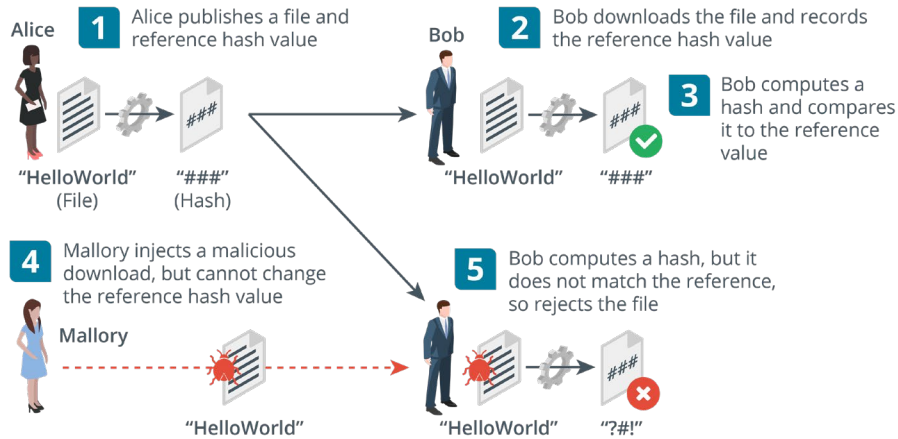 Alice
1
Alice publishes a file and
reference hash value
###
"HelloWorld"
(File)
"###"
(Hash)
Bob
2
Bob downloads the file and records
the reference hash value
3
Bob computes a
hash and compares
it to the reference
value
###
"HelloWorld"
"###"
4
Mallory injects a malicious
download, but cannot change
the reference hash value
Mallory
"HelloWorld"
5
Bob computes a hash, but it
does not match the reference,
so rejects the file
###
"HelloWorld"
"?#!"